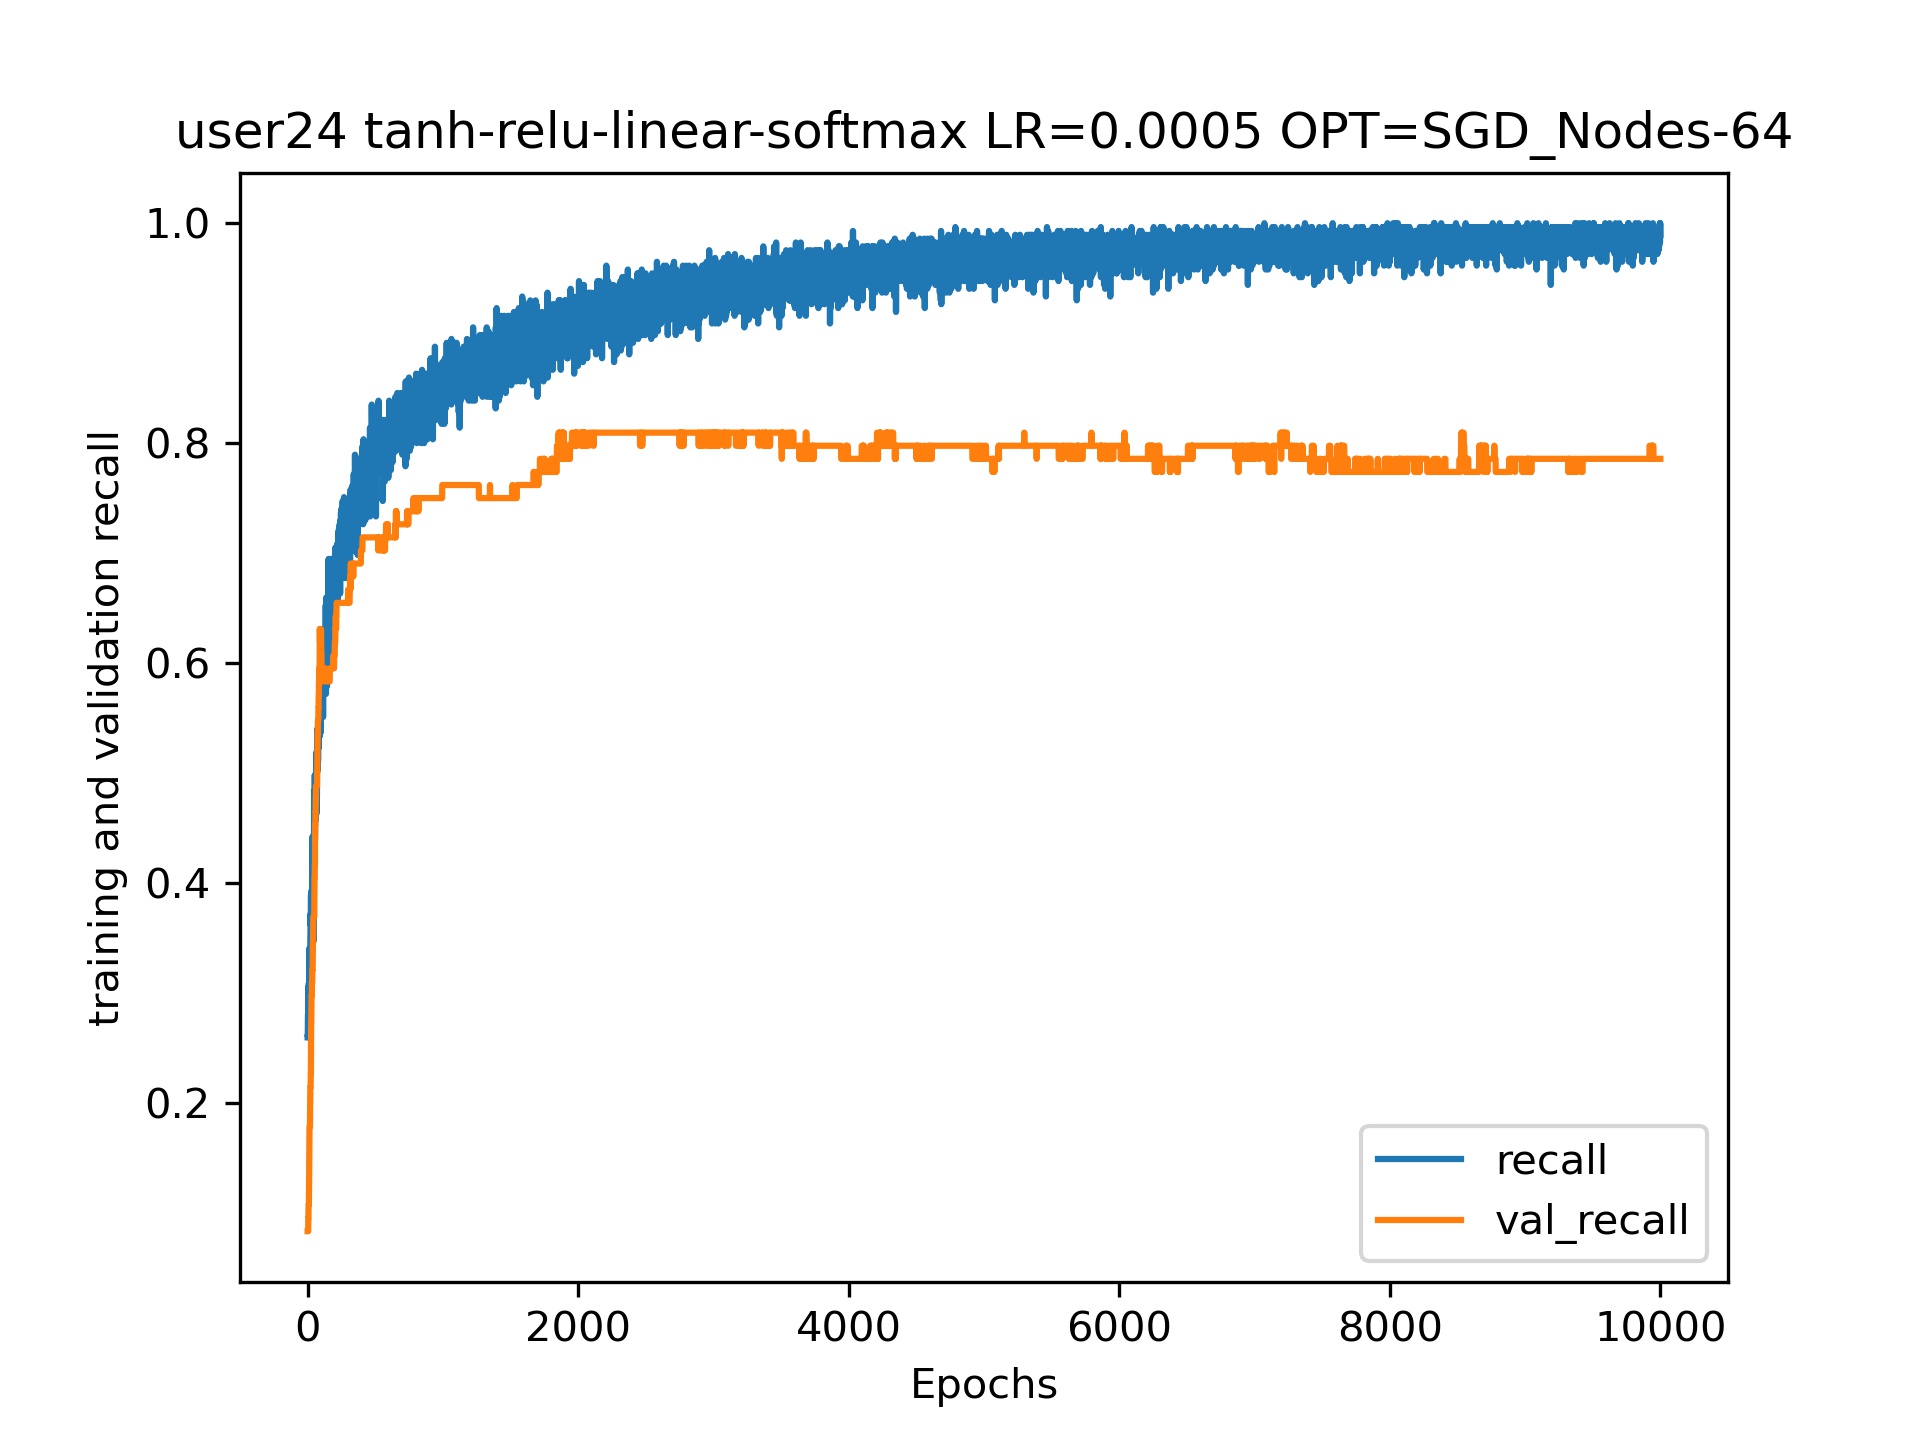 user24 tanh-relu-linear-softmax LR=0.0005 OPT=SGD_Nodes-64
training and validation recall
1.0
0.8
0.6
0.4
0.2
0 2000 4000 6000 8000 10000
Epochs
recall
val_recall